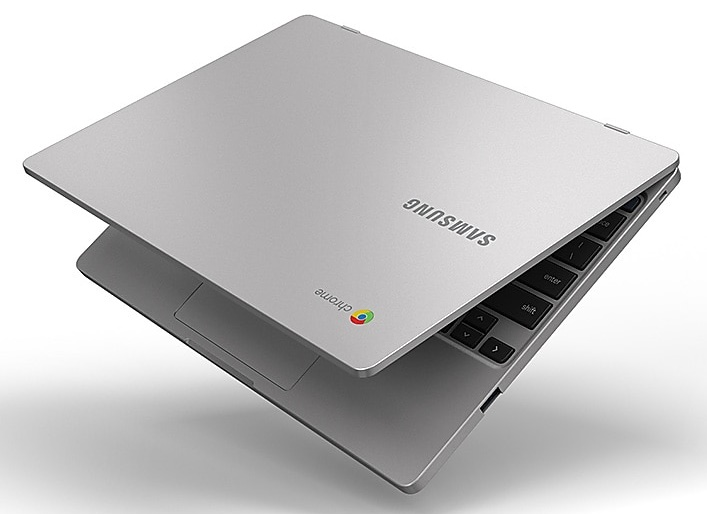 SAMSUNG
chrome
enter
shift